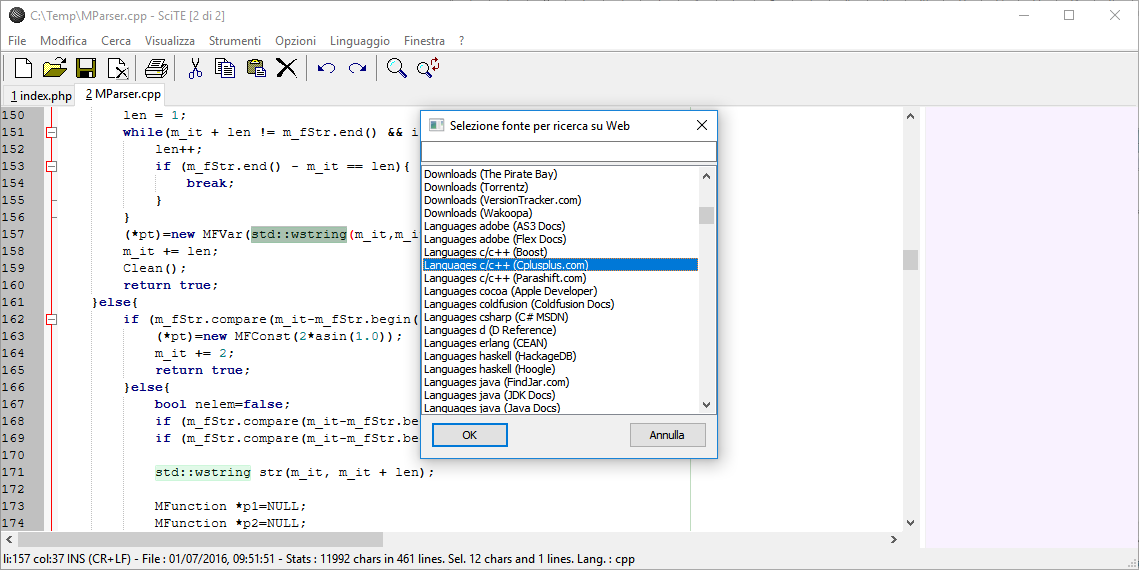 C:\Temp\MParser.cpp - SciTE [2 di 2]
File Modifica Cerca Visualizza Strumenti Opzioni Linguaggio Finestra ?
1 index.php 2 MParser.cpp
150 len = 1;
151 while(m_it + len != m_fStr.end() && i
152 len++;
153 if (m_fStr.end() - m_it == len){
154 break;
155 }
156 }
157 (*pt)=new MFVar(std::wstring(m_it,m_i
158 m_it += len;
159 Clean();
160 return true;
161 }else{
162 if (m_fStr.compare(m_it-m_fStr.begin(
163 (*pt)=new MFConst(2*asin(1.0));
164 m_it += 2;
165 return true;
166 }else{
167 bool nelem=false;
168 if (m_fStr.compare(m_it-m_fStr.be
169 if (m_fStr.compare(m_it-m_fStr.be
170
171 std::wstring str(m_it, m_it + len);
172
173 MFunction *p1=NULL;
174 MFunction *p2=NULL;
Selezione fonte per ricerca su Web
Downloads (The Pirate Bay)
Downloads (Torrentz)
Downloads (VersionTracker.com)
Downloads (Wakoopa)
Languages adobe (AS3 Docs)
Languages adobe (Flex Docs)
Languages c/c++ (Boost)
Languages c/c++ (Cplusplus.com)
Languages c/c++ (Parashift.com)
Languages cocoa (Apple Developer)
Languages coldfusion (Coldfusion Docs)
Languages csharp (C# MSDN)
Languages d (D Reference)
Languages erlang (CEAN)
Languages haskell (HackageDB)
Languages haskell (Hoogle)
Languages java (FindJar.com)
Languages java (JDK Docs)
Languages java (Java Docs)
OK Annulla
li:157 col:37 INS (CR+LF) - File : 01/07/2016, 09:51:51 - Stats : 11992 chars in 461 lines. Sel. 12 chars and 1 lines. Lang. : cpp